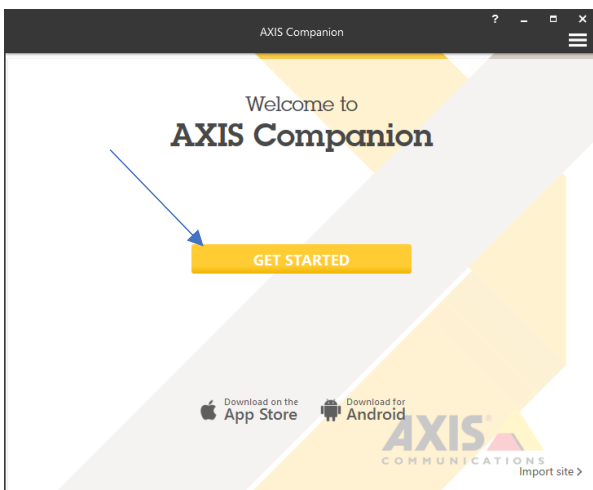 AXIS Companion
?
Welcome to
AXIS Companion
GET STARTED
Download on the
App Store
Download for
Android
AXIS
COMMUNICATIONS
Import site >